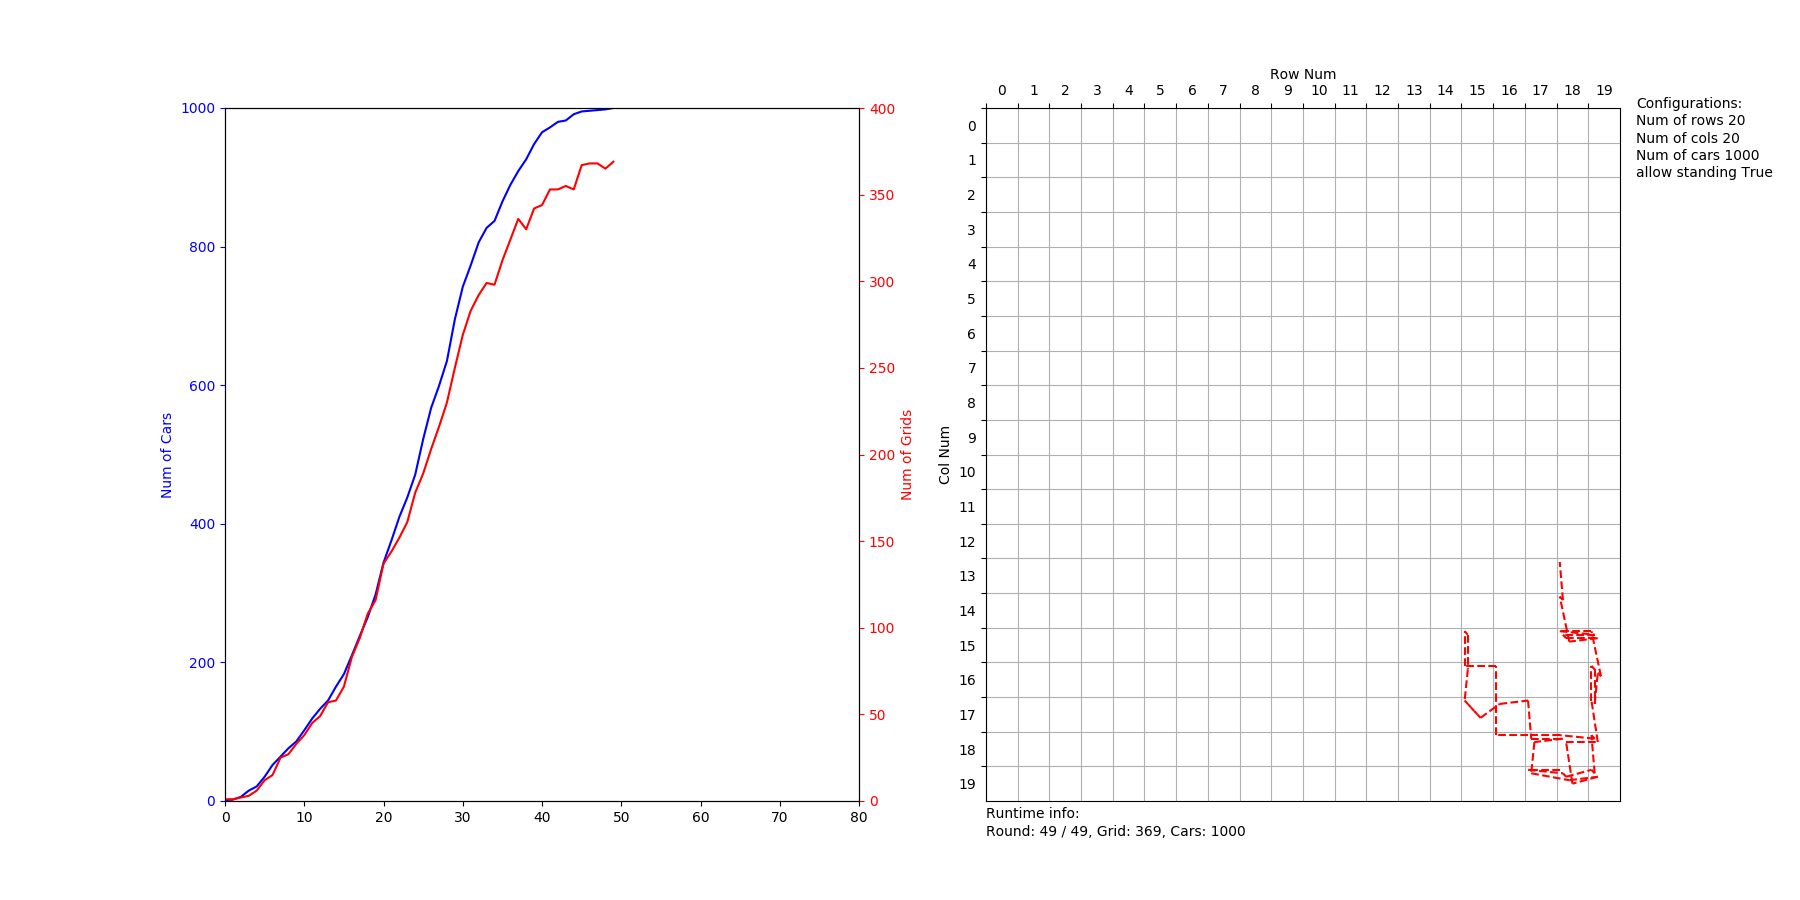 Num of Cars
1000
800
600
400
200
0
0 10 20 30 40 50 60 70 80
400
350
300
250
200
150
100
50
0
Num of Grids
Row Num
0 1 2 3 4 5 6 7 8 9 10 11 12 13 14 15 16 17 18 19
Col Num
0
1
2
3
4
5
6
7
8
9
10
11
12
13
14
15
16
17
18
19
Configurations:
Num of rows 20
Num of cols 20
Num of cars 1000
allow standing True
Runtime info:
Round: 49 / 49, Grid: 369, Cars: 1000